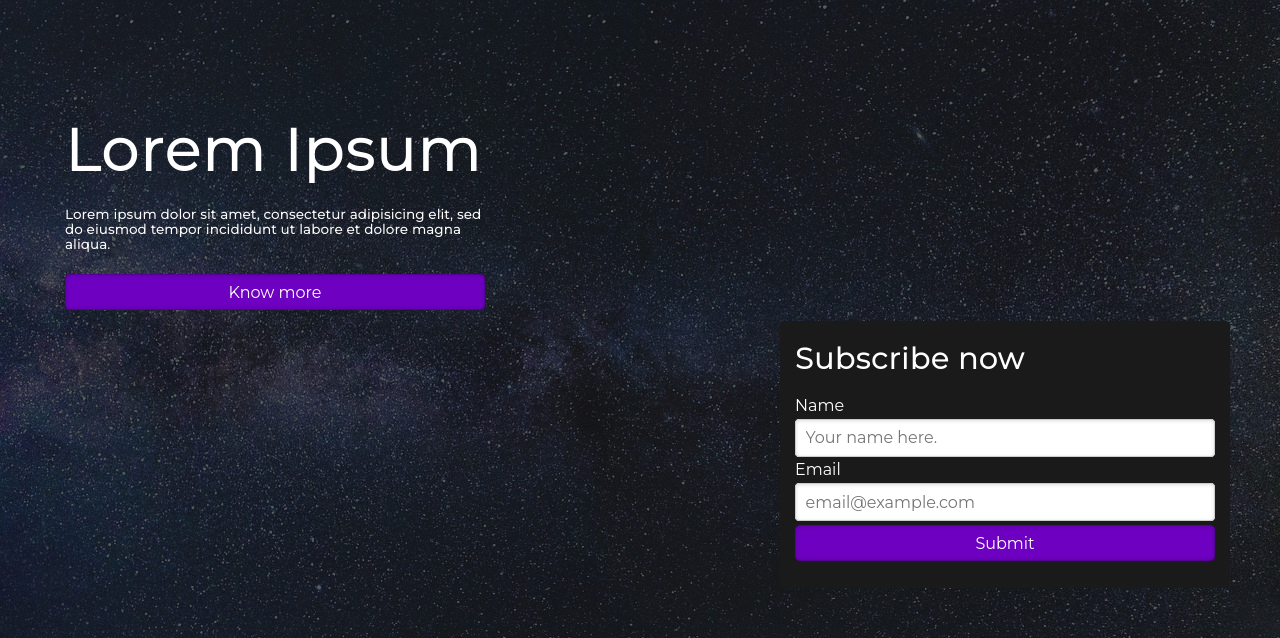 Lorem Ipsum
Lorem ipsum dolor sit amet, consectetur adipisicing elit, sed
do eiusmod tempor incididunt ut labore et dolore magna
aliqua.
Know more
Subscribe now
Name
Your name here.
Email
email@example.com
Submit